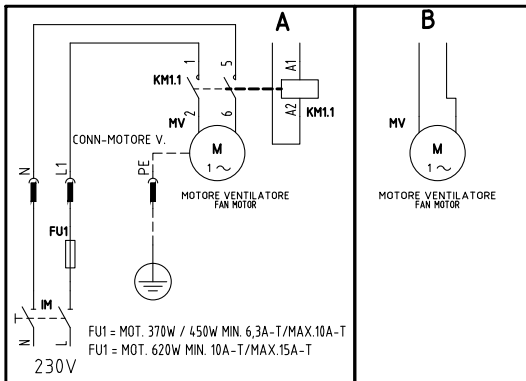 A
B
1
5
KM1.1
A1
A2
KM1.1
2
6
MV
CONN-MOTORE V.
M
1 ~
MOTORE VENTILATORE
FAN MOTOR
N
L1
PE
FU1
IM
N
L
230V
FU1 = MOT. 370W / 450W MIN. 6,3A-T/MAX.10A-T
FU1 = MOT. 620W MIN. 10A-T/MAX.15A-T
MV
M
1 ~
MOTORE VENTILATORE
FAN MOTOR